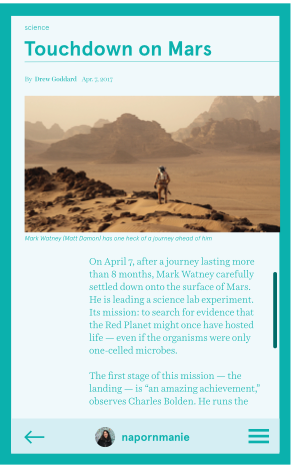 science
Touchdown on Mars
By Drew Goddard Apr. 7, 2017
Mark Watney (Matt Damon) has one heck of a journey ahead of him
On April 7, after a journey lasting more
than 8 months, Mark Watney carefully
settled down onto the surface of Mars.
He is leading a science lab experiment.
Its mission: to search for evidence that
the Red Planet might once have hosted
life — even if the organisms were only
one-celled microbes.
The first stage of this mission — the
landing — is “an amazing achievement,”
observes Charles Bolden. He runs the
napornmanie